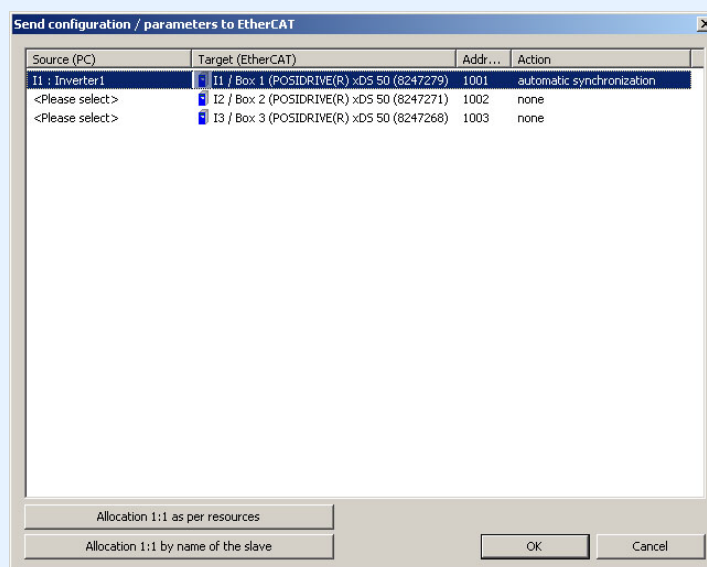 Send configuration / parameters to EtherCAT
Source (PC) Target (EtherCAT) Addr... Action
I1 : Inverter1 I1 / Box 1 (POSIDRIVE(R) xDS 50 (8247279) 1001 automatic synchronization
<Please select> I2 / Box 2 (POSIDRIVE(R) xDS 50 (8247271) 1002 none
<Please select> I3 / Box 3 (POSIDRIVE(R) xDS 50 (8247268) 1003 none
Allocation 1:1 as per resources
Allocation 1:1 by name of the slave OK Cancel